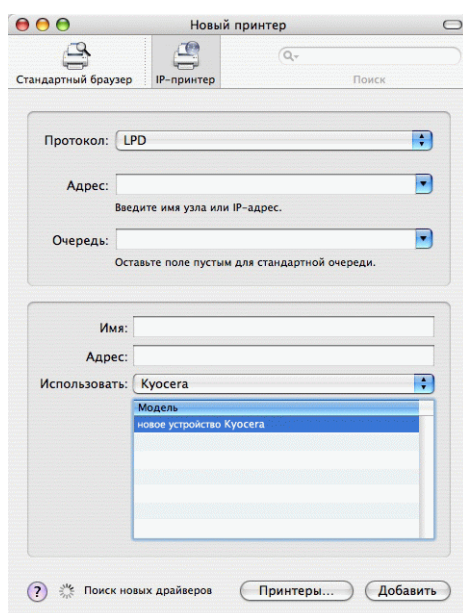 Новый принтер
Стандартный браузер IP-принтер Поиск
Протокол: LPD
Адрес:
Введите имя узла или IP-адрес.
Очередь:
Оставьте поле пустым для стандартной очереди.
Имя:
Адрес:
Использовать: Kyocera
Модель
новое устройство Kyocera
? Поиск новых драйверов Принтеры... Добавить